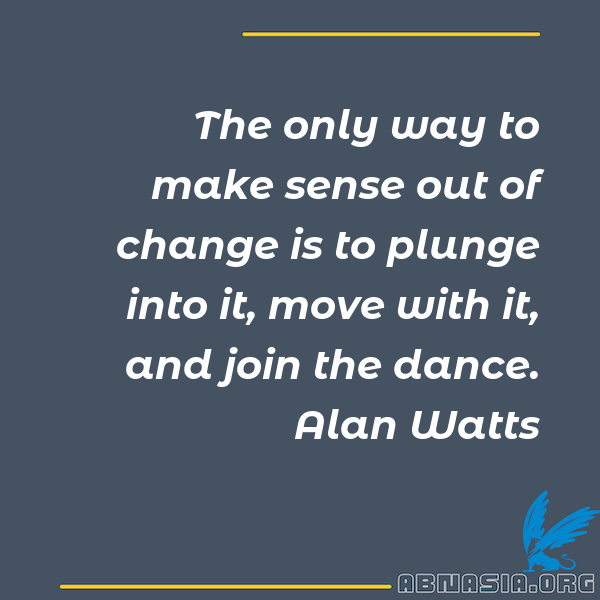 The only way to
make sense out of
change is to plunge
into it, move with it,
and join the dance.
Alan Watts
ABNASIA.ORG